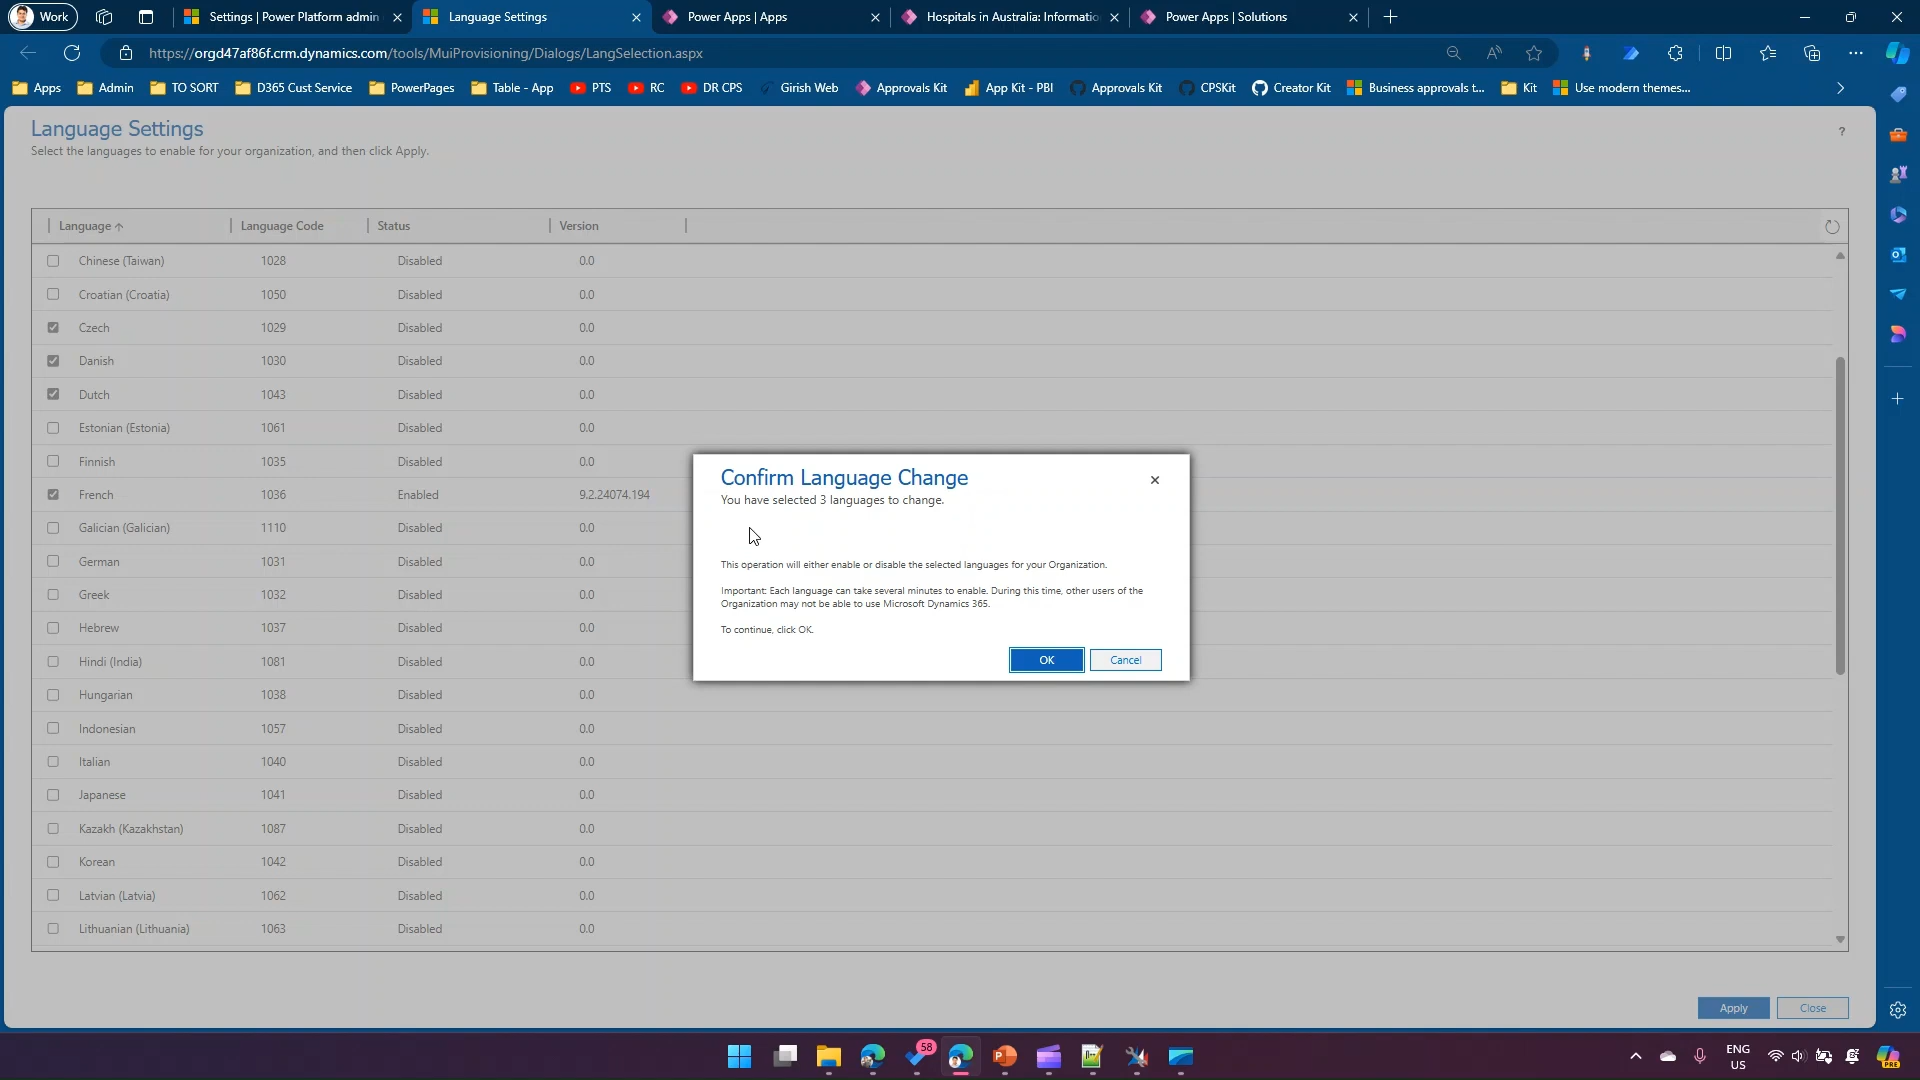 Work
Settings | Power Platform admin
Language Settings
Power Apps | Apps
Hospitals in Australia: Informatio
Power Apps | Solutions
https://orgd47af86f.crm.dynamics.com/tools/MuiProvisioning/Dialogs/LangSelection.aspx
Apps
Admin
TO SORT
D365 Cust Service
PowerPages
Table - App
PTS
RC
DR CPS
Girish Web
Approvals Kit
App Kit - PBI
Approvals Kit
CPSKit
Creator Kit
Business approvals t...
Kit
Use modern themes...
Language Settings
?
Select the languages to enable for your organization, and then click Apply.
Language Language Code Status Version
Chinese (Taiwan) 1028 Disabled 0.0
Croatian (Croatia) 1050 Disabled 0.0
Czech 1029 Disabled 0.0
Danish 1030 Disabled 0.0
Dutch 1043 Disabled 0.0
Estonian (Estonia) 1061 Disabled 0.0
Finnish 1035 Disabled 0.0
French 1036 Enabled 9.2.24074.194
Galician (Galician) 1110 Disabled 0.0
German 1031 Disabled 0.0
Greek 1032 Disabled 0.0
Hebrew 1037 Disabled 0.0
Hindi (India) 1081 Disabled 0.0
Hungarian 1038 Disabled 0.0
Indonesian 1057 Disabled 0.0
Italian 1040 Disabled 0.0
Japanese 1041 Disabled 0.0
Kazakh (Kazakhstan) 1087 Disabled 0.0
Korean 1042 Disabled 0.0
Latvian (Latvia) 1062 Disabled 0.0
Lithuanian (Lithuania) 1063 Disabled 0.0
Confirm Language Change
You have selected 3 languages to change.
This operation will either enable or disable the selected languages for your Organization.
Important: Each language can take several minutes to enable. During this time, other users of the
Organization may not be able to use Microsoft Dynamics 365.
To continue, click OK.
OK
Cancel
Apply
Close
58
ENG
US
PRE